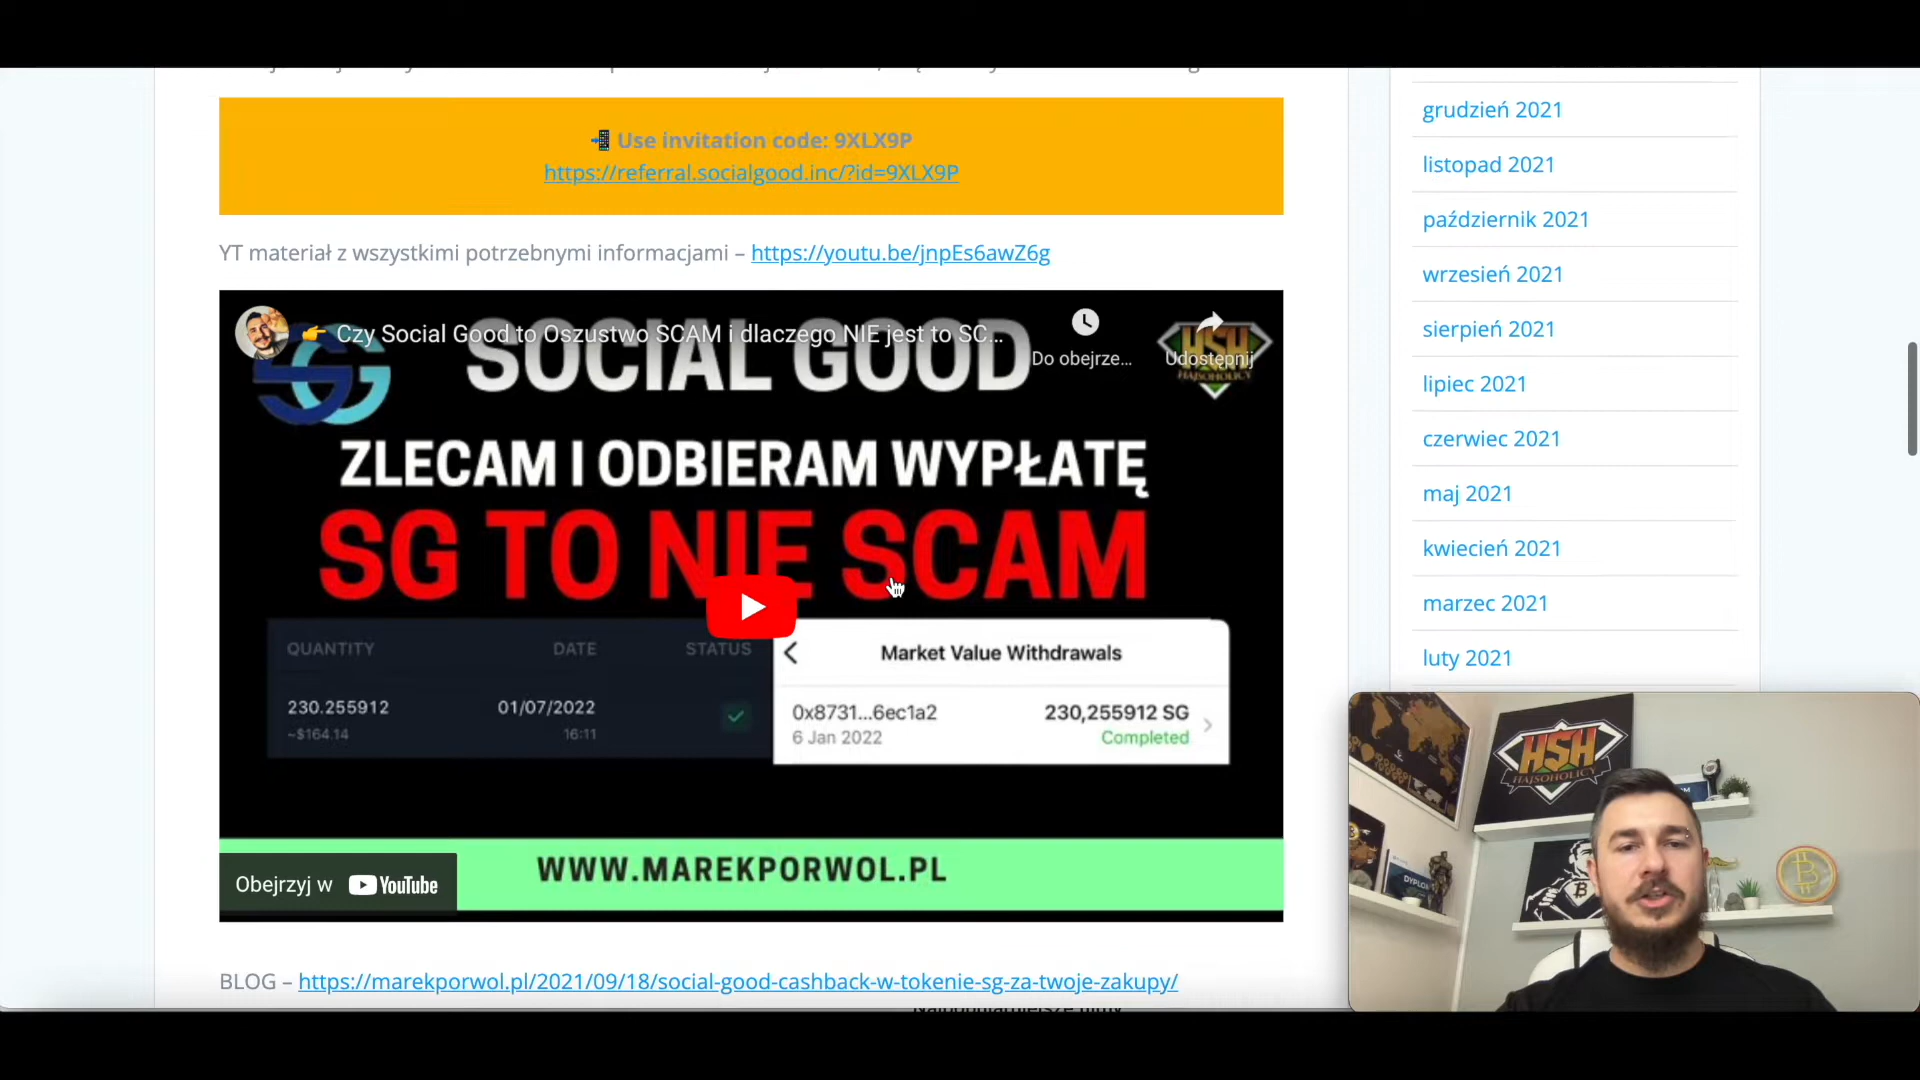 Use invitation code: 9XLX9P
https://referral.socialgood.inc/?id=9XLX9P
YT materiał z wszystkimi potrzebnymi informacjami – https://youtu.be/jnpEs6awZ6g
👉 Czy Social Good to Oszustwo SCAM i dlaczego NIE jest to SC...
Do obejrze...
Udostępnij
SG
SOCIAL GOOD
HSH
HAJSOHOLICY
ZLECAM I ODBIERAM WYPŁATĘ
SG TO NIE SCAM
QUANTITY DATE STATUS
230.255912 01/07/2022
~$164.14 16:11
Market Value Withdrawals
0x8731...6ec1a2 230,255912 SG
6 Jan 2022 Completed
Obejrzyj w YouTube
WWW.MAREKPORWOL.PL
BLOG – https://marekporwol.pl/2021/09/18/social-good-cashback-w-tokenie-sg-za-twoje-zakupy/
grudzień 2021
listopad 2021
październik 2021
wrzesień 2021
sierpień 2021
lipiec 2021
czerwiec 2021
maj 2021
kwiecień 2021
marzec 2021
luty 2021
HSH
HAJSOHOLICY
DYPLOM